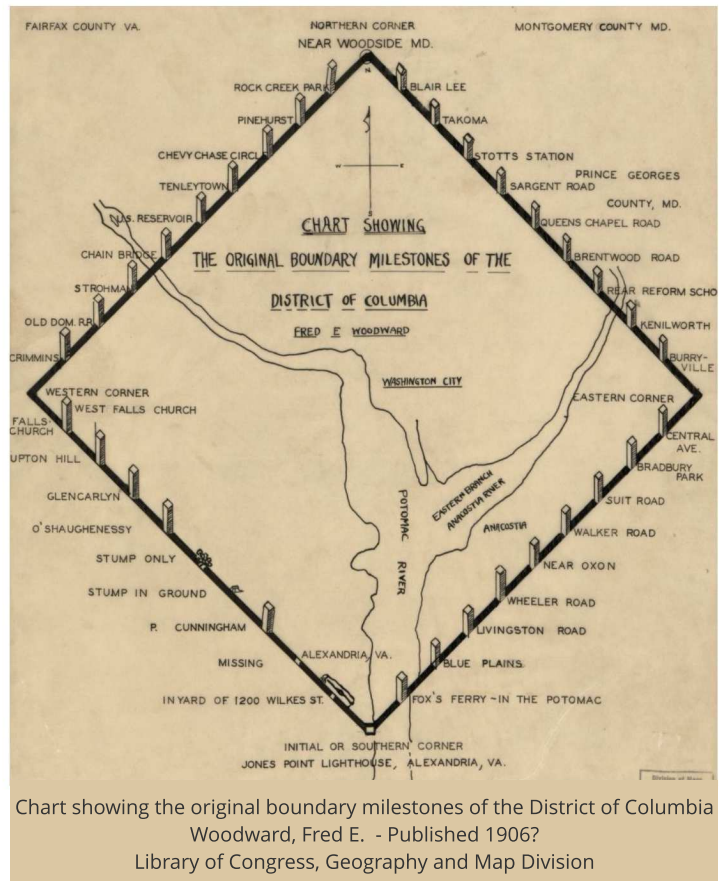 FAIRFAX COUNTY VA.
NORTHERN CORNER
MONTGOMERY COUNTY MD.
NEAR WOODSIDE MD.
N
ROCK CREEK PARK
BLAIR LEE
PINEHURST
TAKOMA
CHEVY CHASE CIRCLE
STOTTS STATION
W
E
PRINCE GEORGES
COUNTY, MD.
TENLEYTOWN
SARGENT ROAD
S
U.S. RESERVOIR
QUEENS CHAPEL ROAD
CHART SHOWING
THE ORIGINAL BOUNDARY MILESTONES OF THE
DISTRICT OF COLUMBIA
FRED E WOODWARD
CHAIN BRIDGE
BRENTWOOD ROAD
STROHMAN
REAR REFORM SCHO
OLD DOM. R.R.
KENILWORTH
CRIMMINS
BURRY-
VILLE
WASHINGTON CITY
WESTERN CORNER
EASTERN CORNER
WEST FALLS CHURCH
FALLS-
CHURCH
CENTRAL
AVE.
UPTON HILL
BRADBURY
PARK
GLENCARLYN
SUIT ROAD
EASTERN BRANCH
ANACOSTIA RIVER
POTOMAC
RIVER
ANACOSTIA
O'SHAUGHENESSY
WALKER ROAD
STUMP ONLY
NEAR OXON
STUMP IN GROUND
WHEELER ROAD
P. CUNNINGHAM
LIVINGSTON ROAD
ALEXANDRIA, VA.
MISSING
BLUE PLAINS
IN YARD OF 1200 WILKES ST.
FOX'S FERRY-IN THE POTOMAC
INITIAL OR SOUTHERN CORNER
JONES POINT LIGHTHOUSE, ALEXANDRIA, VA.
Chart showing the original boundary milestones of the District of Columbia
Woodward, Fred E. - Published 1906?
Library of Congress, Geography and Map Division